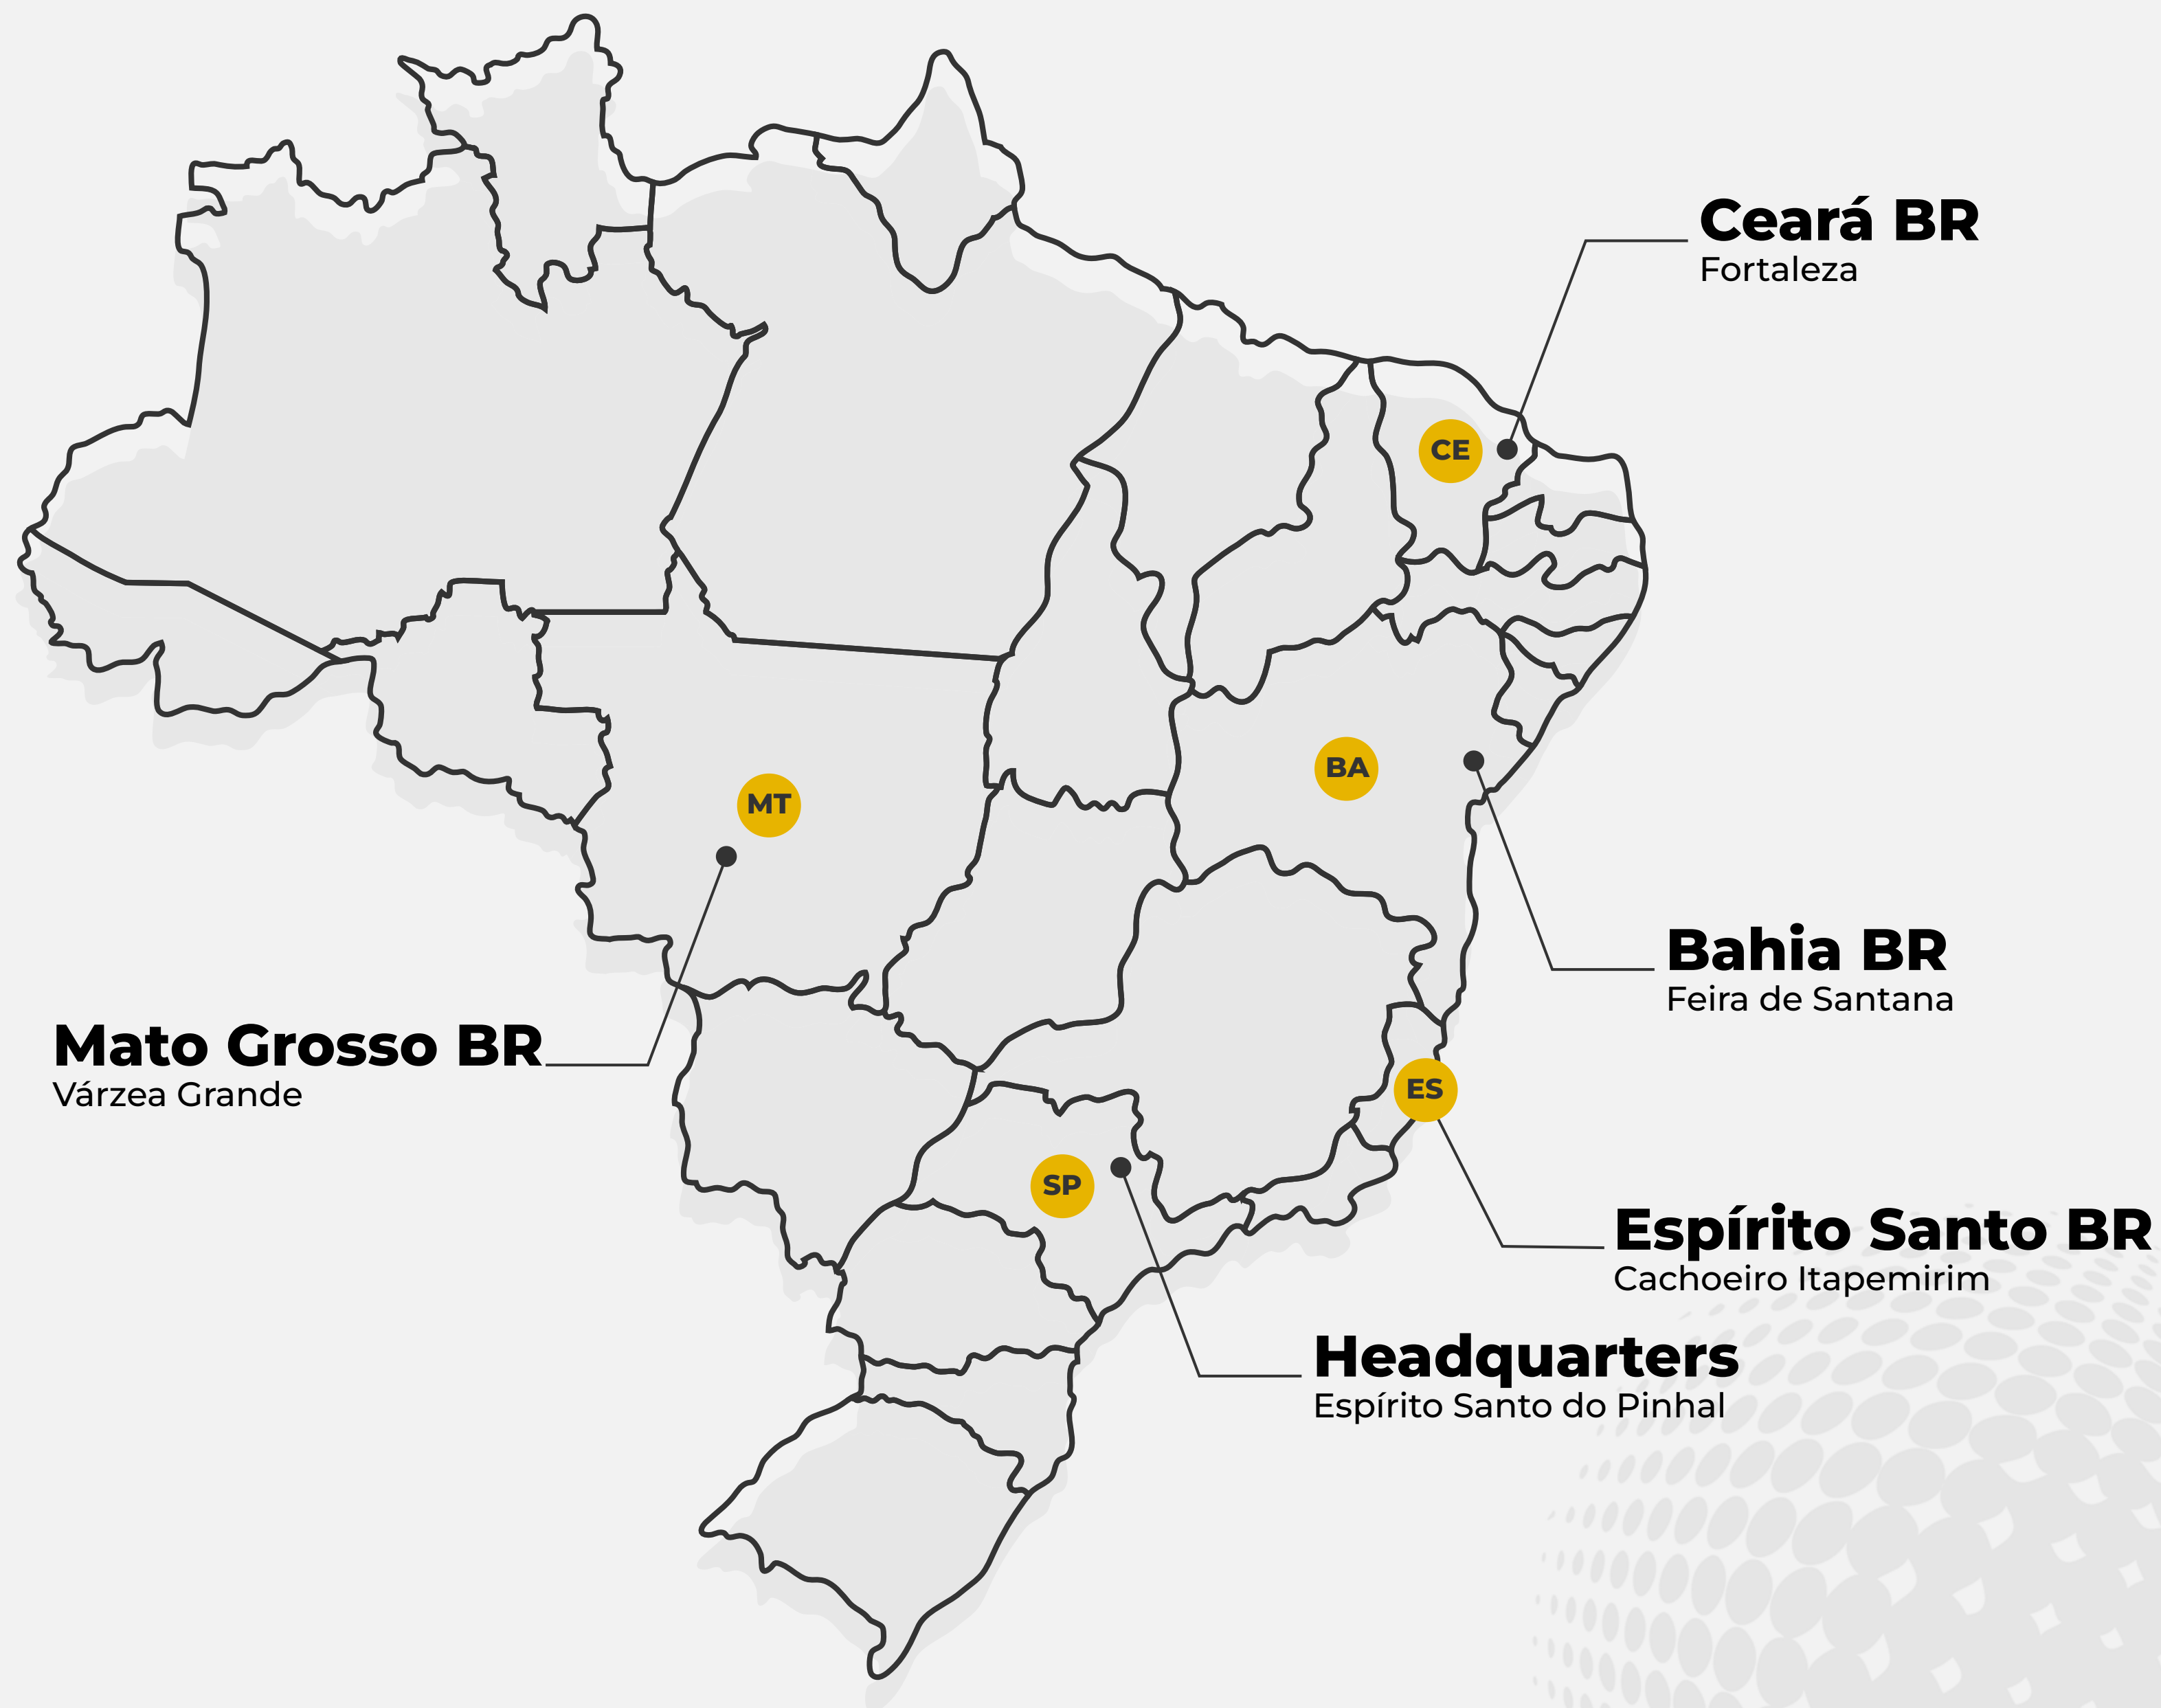 Ceará BR
Fortaleza
CE
BA
MT
Bahia BR
Feira de Santana
Mato Grosso BR
Várzea Grande
ES
SP
Espírito Santo BR
Cachoeiro Itapemirim
Headquarters
Espírito Santo do Pinhal